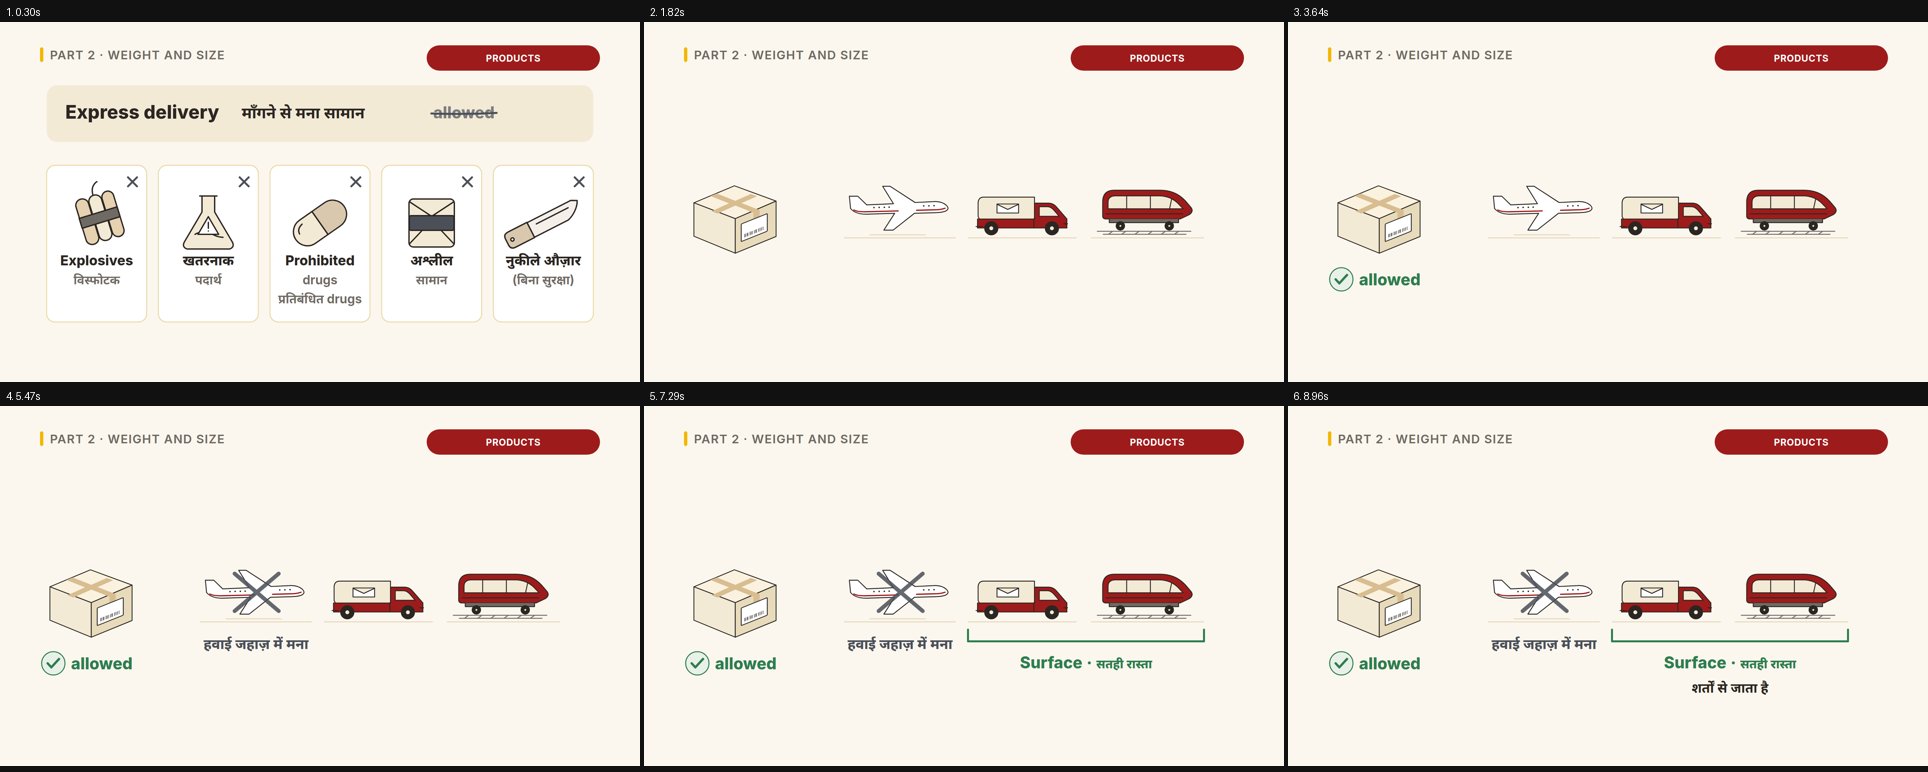 1. 0.30s
PART 2 · WEIGHT AND SIZE
PRODUCTS
Express delivery माँगने से मना सामान allowed
Explosives
विस्फोटक
खतरनाक
पदार्थ
Prohibited
drugs
प्रतिबंधित drugs
अश्लील
सामान
नुकीले औज़ार
(बिना सुरक्षा)
2. 1.82s
PART 2 · WEIGHT AND SIZE
PRODUCTS
3. 3.64s
PART 2 · WEIGHT AND SIZE
PRODUCTS
allowed
4. 5.47s
PART 2 · WEIGHT AND SIZE
PRODUCTS
हवाई जहाज़ में मना
allowed
5. 7.29s
PART 2 · WEIGHT AND SIZE
PRODUCTS
हवाई जहाज़ में मना
allowed
Surface · सतही रास्ता
6. 8.96s
PART 2 · WEIGHT AND SIZE
PRODUCTS
हवाई जहाज़ में मना
allowed
Surface · सतही रास्ता
शर्तों से जाता है